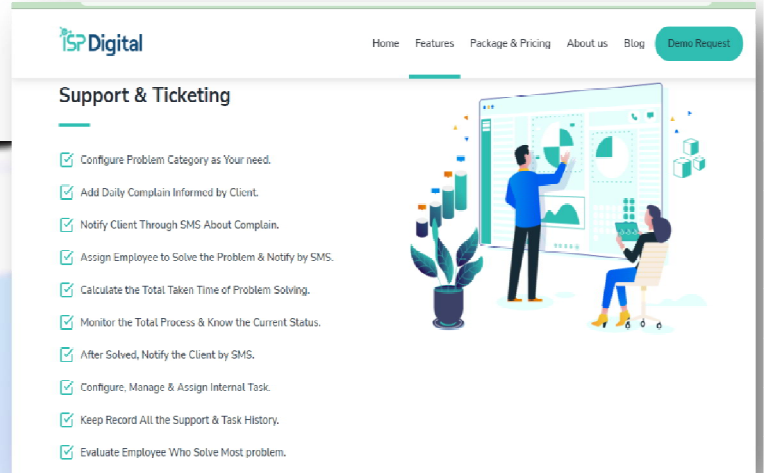 iSP Digital
Home Features Package & Pricing About us Blog Demo Request
Support & Ticketing
Configure Problem Category as Your need.
Add Daily Complain Informed by Client.
Notify Client Through SMS About Complain.
Assign Employee to Solve the Problem & Notify by SMS.
Calculate the Total Taken Time of Problem Solving.
Monitor the Total Process & Know the Current Status.
After Solved, Notify the Client by SMS.
Configure, Manage & Assign Internal Task.
Keep Record All the Support & Task History.
Evaluate Employee Who Solve Most problem.